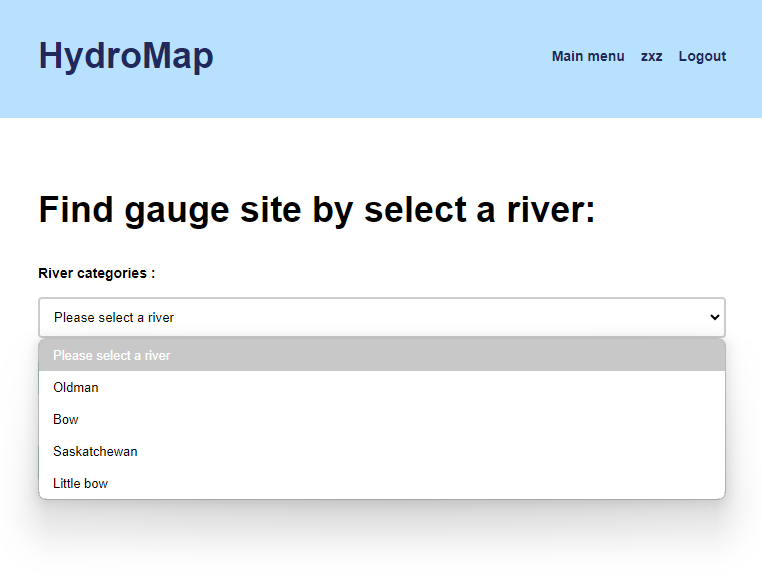 HydroMap
Main menu zxz Logout
Find gauge site by select a river:
River categories :
Please select a river
Please select a river
Oldman
Bow
Saskatchewan
Little bow